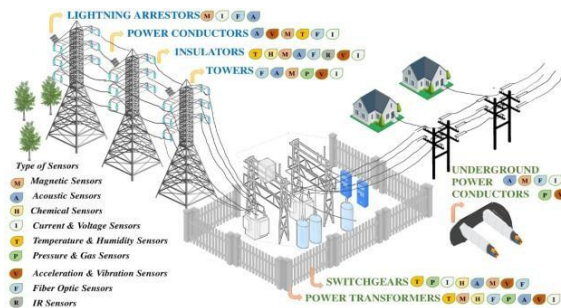 LIGHTNING ARRESTORS M I F A
POWER CONDUCTORS A V M T F I
INSULATORS T H M A F R V I
TOWERS F A M P V I
Type of Sensors
M Magnetic Sensors
A Acoustic Sensors
H Chemical Sensors
I Current & Voltage Sensors
T Temperature & Humidity Sensors
P Pressure & Gas Sensors
V Acceleration & Vibration Sensors
F Fiber Optic Sensors
R IR Sensors
UNDERGROUND
POWER A M F I
CONDUCTORS P V
SWITCHGEARS T P I H A M V F
POWER TRANSFORMERS T M H F P A V I